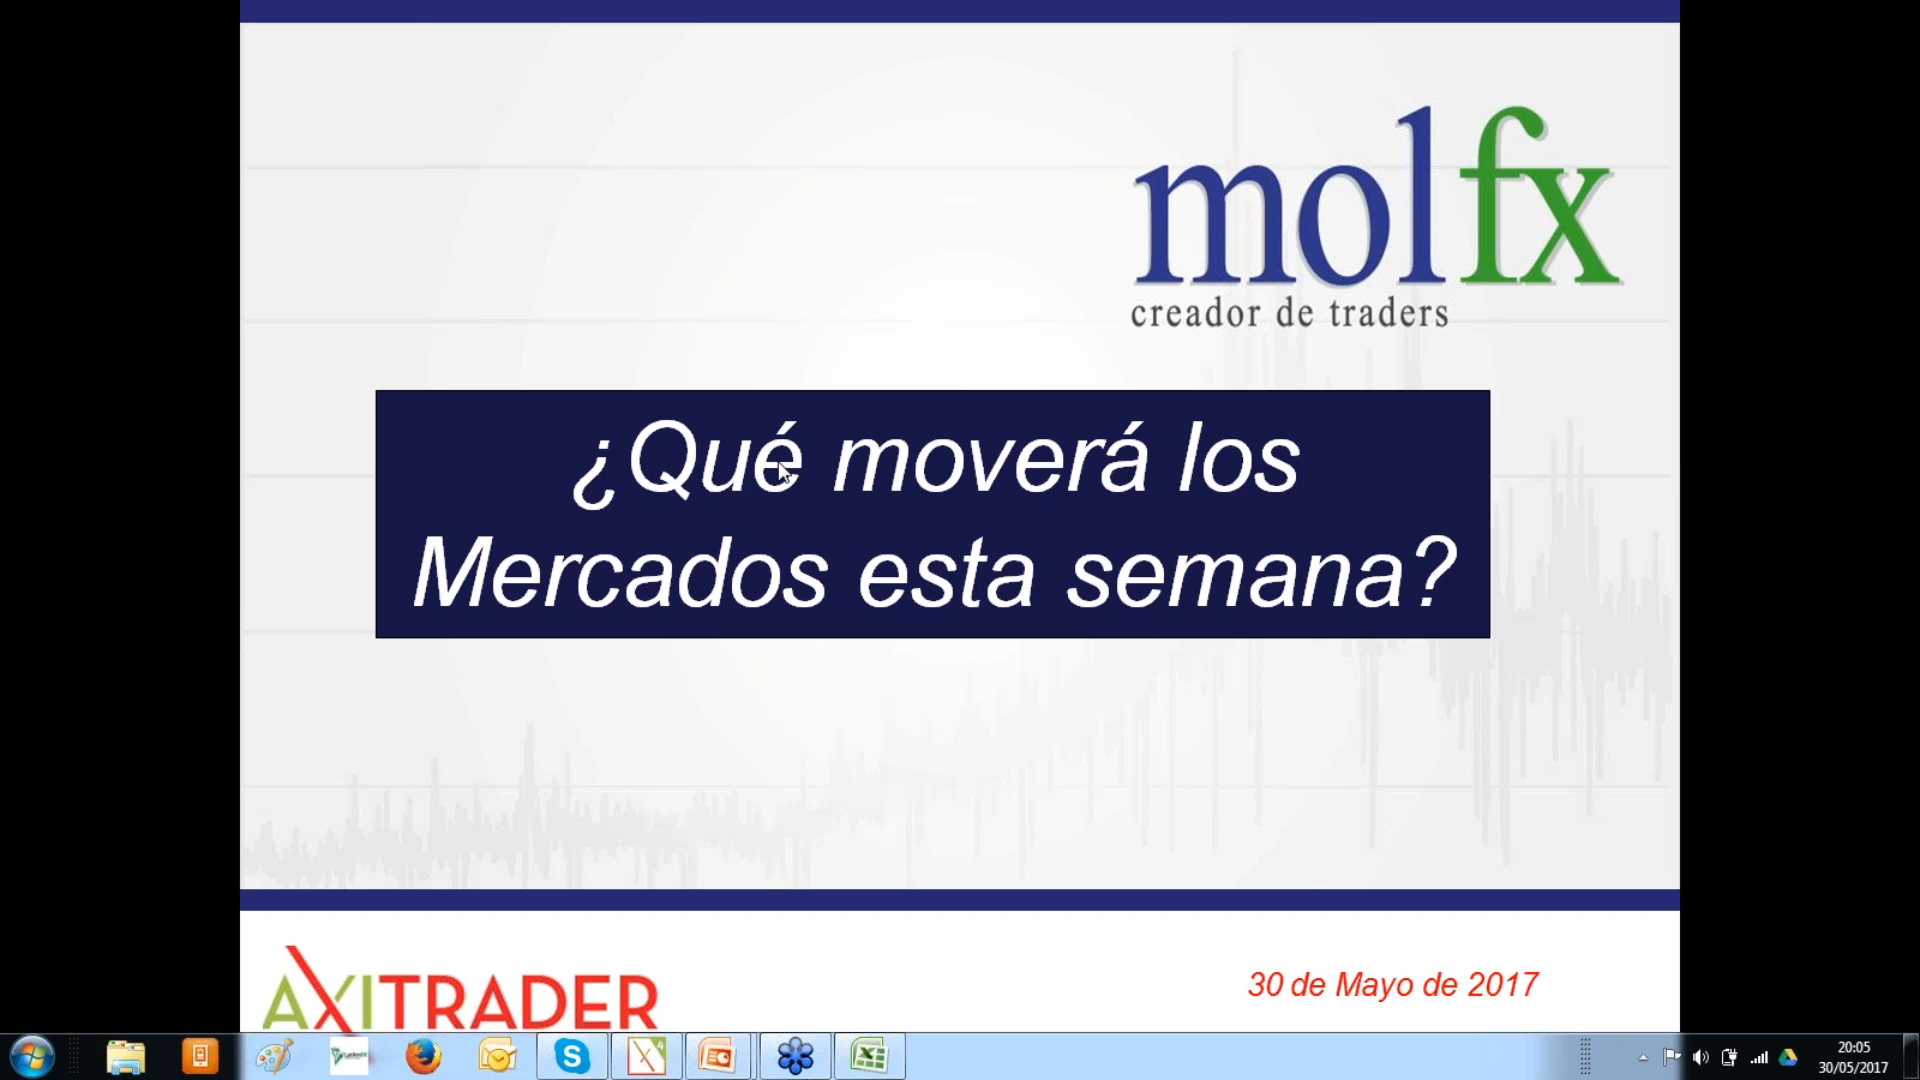 molfx
creador de traders
¿Qué moverá los
Mercados esta semana?
AXITRADER
30 de Mayo de 2017
20:05
30/05/2017